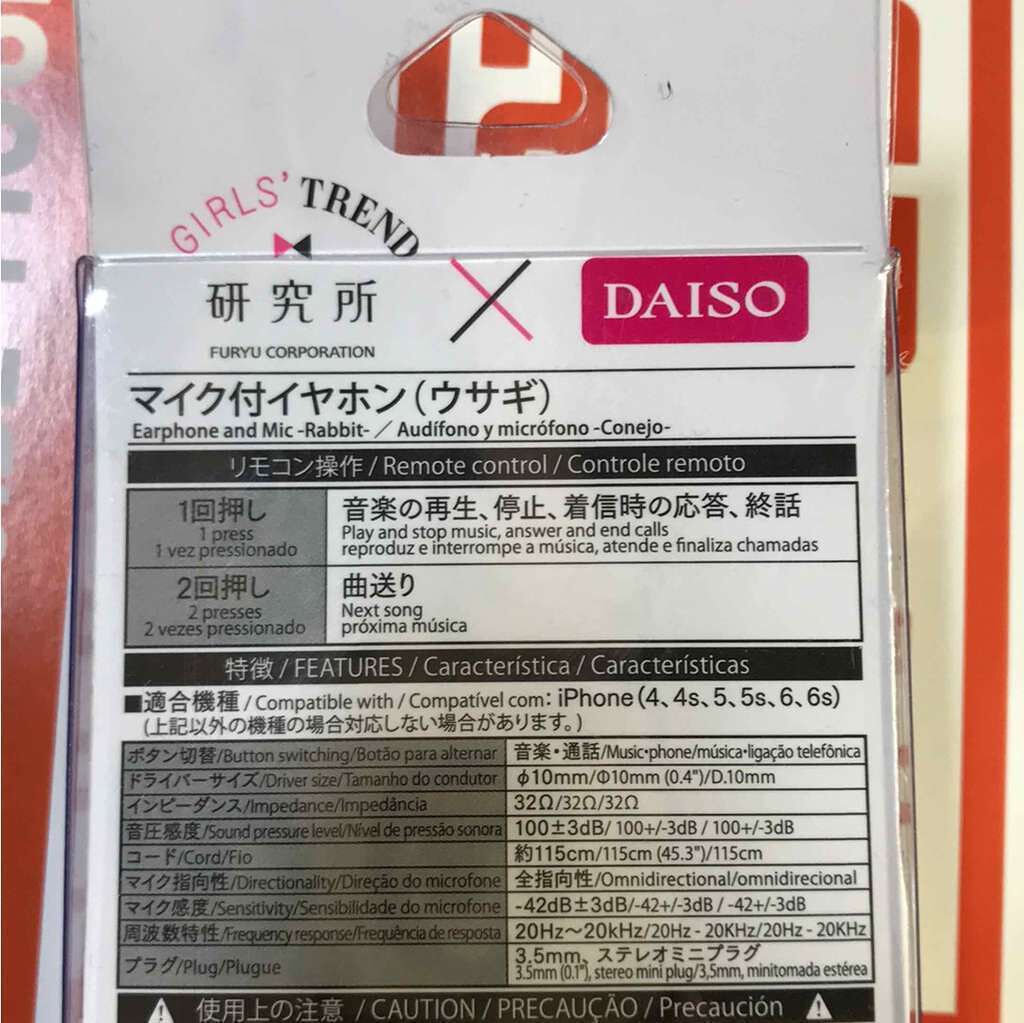 GIRLS' TREND
研究所
FURYU CORPORATION
DAISO
マイク付イヤホン(ウサギ)
Earphone and Mic -Rabbit- / Audífono y micrófono -Conejo-
リモコン操作 / Remote control / Controle remoto
1回押し
1 press
1 vez pressionado
音楽の再生、停止、着信時の応答、終話
Play and stop music, answer and end calls
reproduz e interrompe a música, atende e finaliza chamadas
2回押し
2 presses
2 vezes pressionado
曲送り
Next song
próxima música
特徴 / FEATURES / Característica / Características
■適合機種 / Compatible with / Compatível com: iPhone (4、4s、5、5s、6、6s)
(上記以外の機種の場合対応しない場合があります。)
ボタン切替/Button switching/Botão para alternar 音楽・通話/Music・phone/música・ligação telefônica
ドライバーサイズ/Driver size/Tamanho do condutor φ10mm/Φ10mm (0.4")/D.10mm
インピーダンス/Impedance/Impedância 32Ω/32Ω/32Ω
音圧感度/Sound pressure level/Nível de pressão sonora 100±3dB/ 100+/-3dB / 100+/-3dB
コード/Cord/Fio 約115cm/115cm (45.3")/115cm
マイク指向性/Directionality/Direção do microfone 全指向性/Omnidirectional/omnidirecional
マイク感度/Sensitivity/Sensibilidade do microfone -42dB±3dB/-42+/-3dB / -42+/-3dB
周波数特性/Frequency response/Frequência de resposta 20Hz～20kHz/20Hz - 20KHz/20Hz - 20KHz
プラグ/Plug/Plugue 3.5mm、ステレオミニプラグ
3.5mm (0.1"), stereo mini plug/3,5mm, minitomada estérea
使用上の注意 / CAUTION / PRECAUÇÃO / Precaución